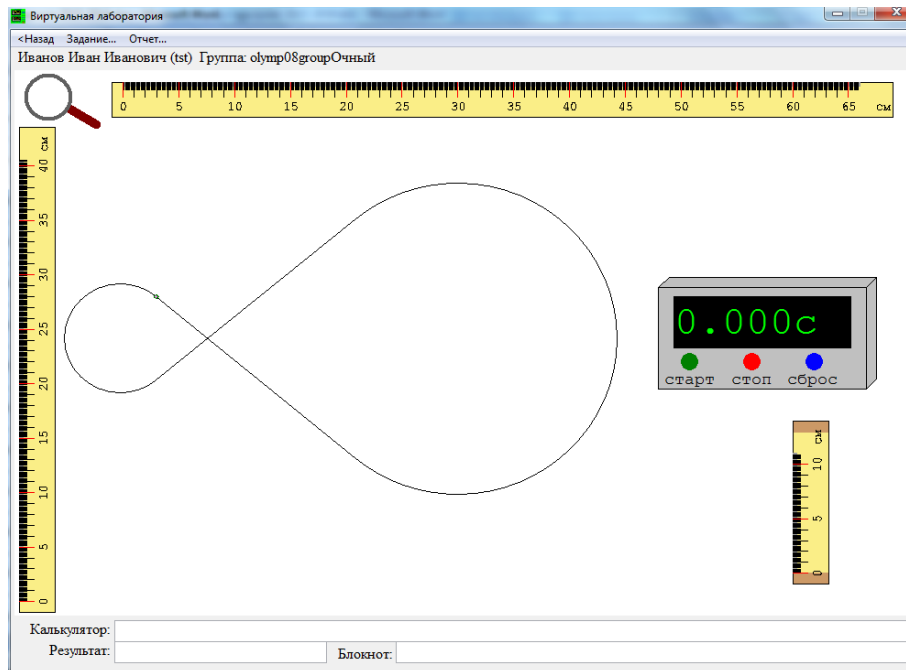 Виртуальная лаборатория
<Назад Задание... Отчет...
Иванов Иван Иванович (tst) Группа: olymp08groupОчный
0 5 10 15 20 25 30 35 40 45 50 55 60 65 см
см
40
35
30
25
20
15
10
5
0
0.000с
старт стоп сброс
см
10
5
0
Калькулятор:
Результат:
Блокнот: